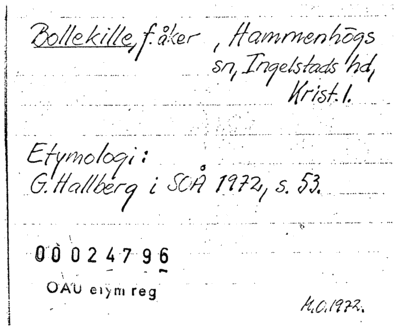 Bollekille, f. åker , Hammenhögs
sn, Ingelstads hd,
Krist. l.
Etymologi:
G. Hallberg i SOÅ 1972, s. 53.
00024796
OAU etym reg
M.O. 1972.